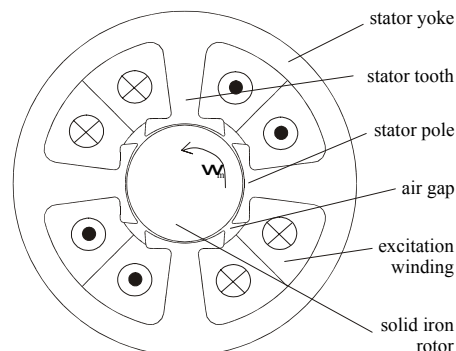 stator yoke
stator tooth
stator pole
W m
air gap
excitation
winding
solid iron
rotor